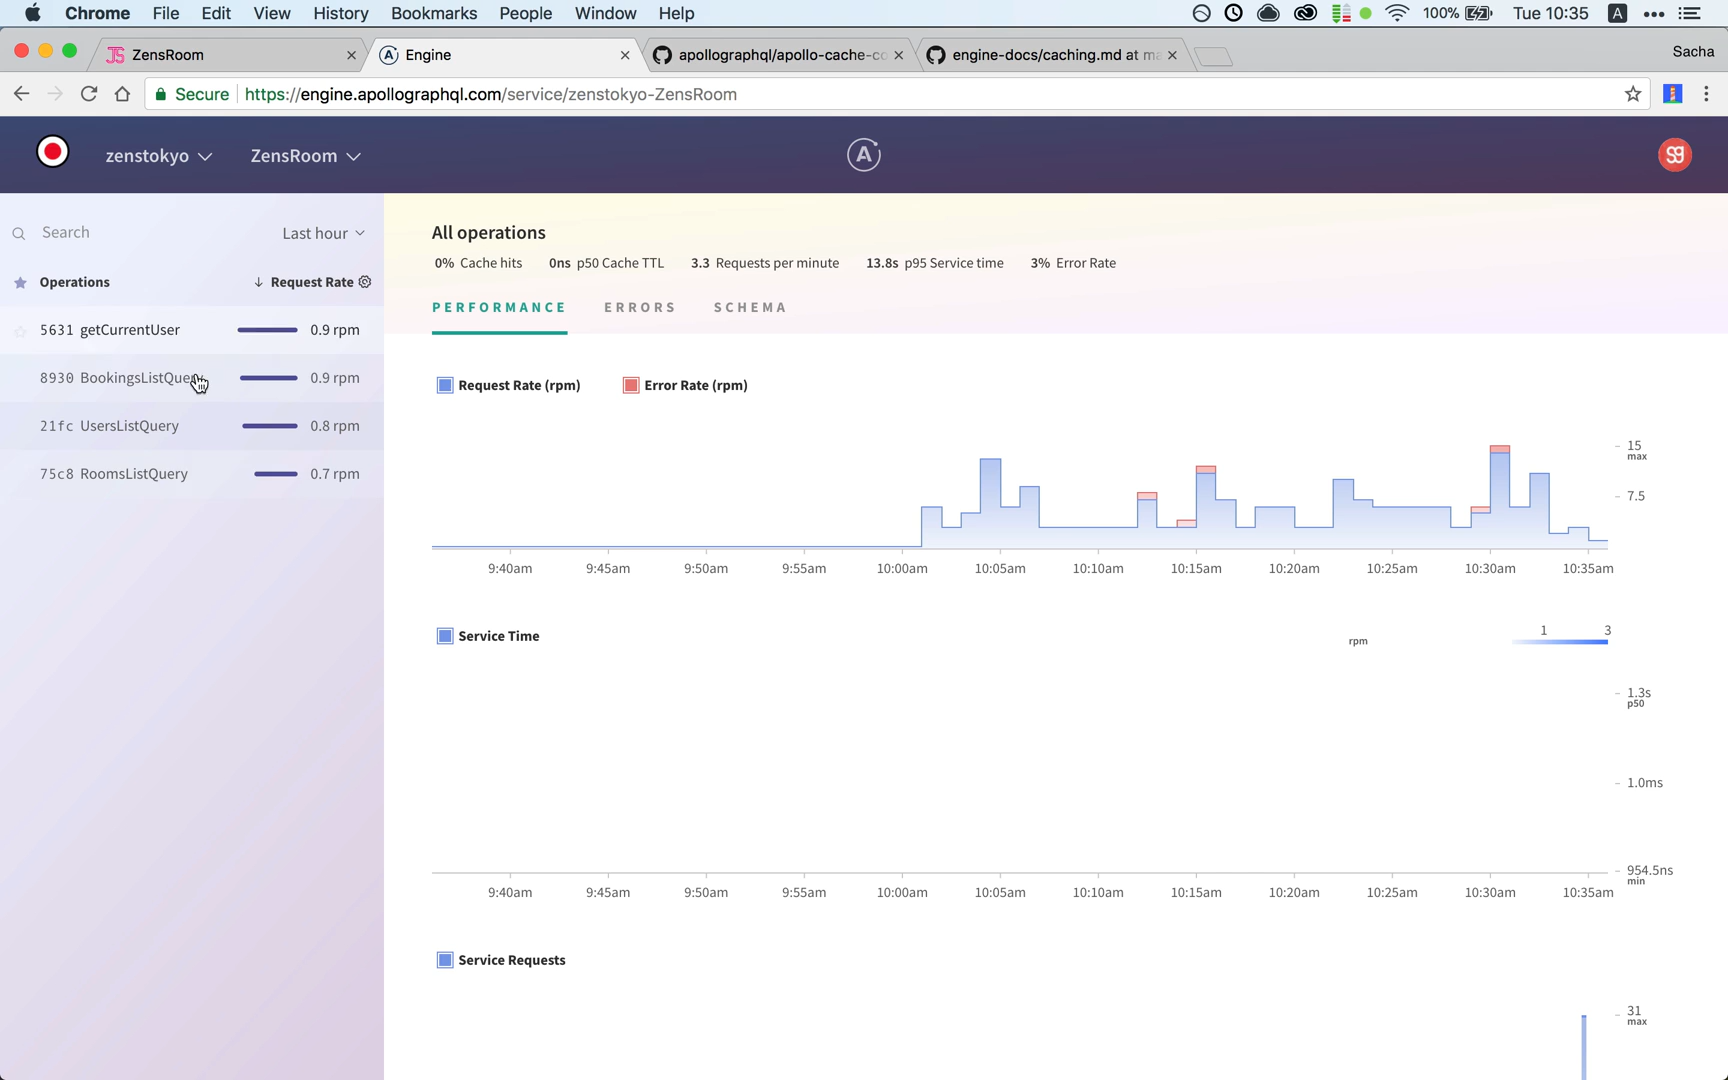 Chrome File Edit View History Bookmarks People Window Help 100% Tue 10:35 A
ZensRoom Engine apollographql/apollo-cache-co engine-docs/caching.md at ma Sacha
Secure https://engine.apollographql.com/service/zenstokyo-ZensRoom
zenstokyo ZensRoom A sg
Search Last hour
Operations Request Rate
5631 getCurrentUser 0.9 rpm
8930 BookingsListQuery 0.9 rpm
21fc UsersListQuery 0.8 rpm
75c8 RoomsListQuery 0.7 rpm
All operations
0% Cache hits 0ns p50 Cache TTL 3.3 Requests per minute 13.8s p95 Service time 3% Error Rate
PERFORMANCE ERRORS SCHEMA
Request Rate (rpm) Error Rate (rpm)
15
max
7.5
9:40am 9:45am 9:50am 9:55am 10:00am 10:05am 10:10am 10:15am 10:20am 10:25am 10:30am 10:35am
Service Time rpm 1 3
1.3s
p50
1.0ms
954.5ns
min
9:40am 9:45am 9:50am 9:55am 10:00am 10:05am 10:10am 10:15am 10:20am 10:25am 10:30am 10:35am
Service Requests
31
max